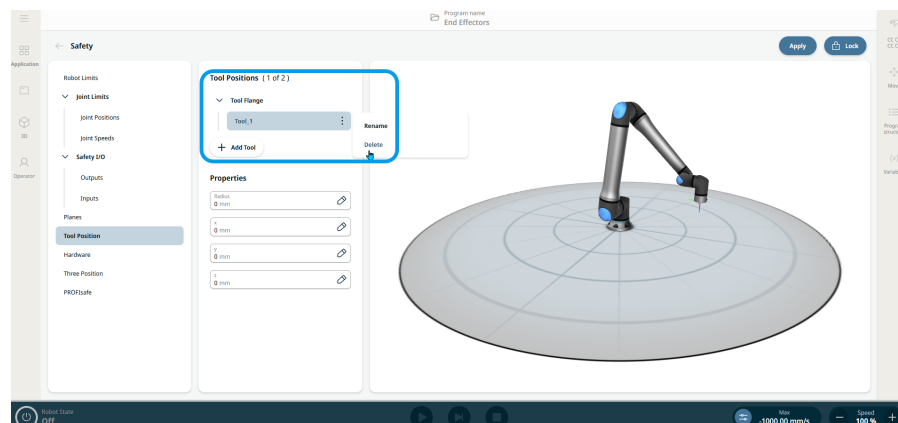 Program name
End Effectors
Safety
Apply
Lock
Application
3D
Operator
Robot Limits
Joint Limits
Joint Positions
Joint Speeds
Safety I/O
Outputs
Inputs
Planes
Tool Position
Hardware
Three Position
PROFIsafe
Tool Positions ( 1 of 2 )
Tool Flange
Tool_1
Rename
Delete
+ Add Tool
Properties
Radius
0 mm
x
0 mm
y
0 mm
z
0 mm
Robot State
Off
Max
-1000.00 mm/s
Speed
100 %